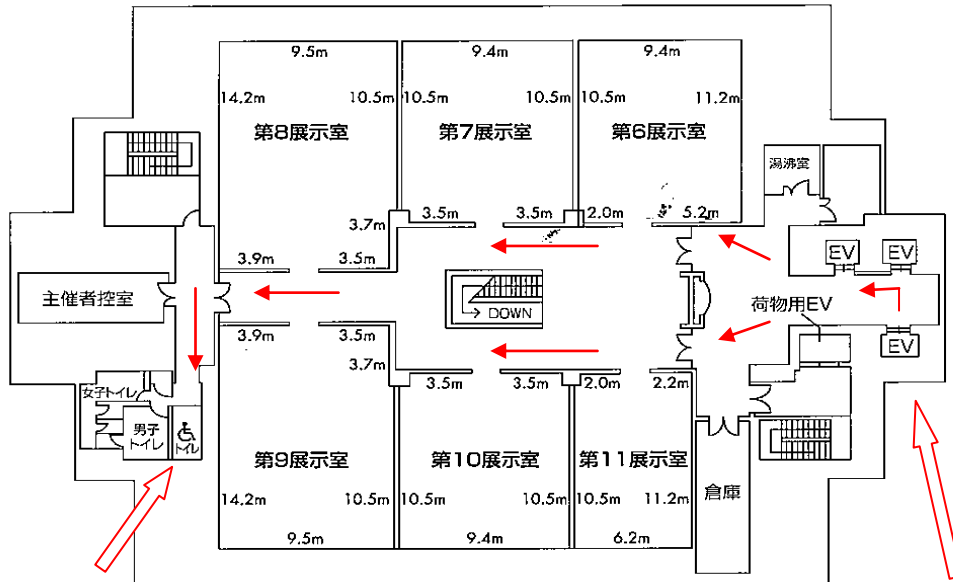 9.5m
9.4m
9.4m
14.2m
10.5m
10.5m
10.5m
10.5m
11.2m
第8展示室
第7展示室
第6展示室
湯沸室
3.7m
3.5m
3.5m
2.0m
5.2m
3.9m
3.5m
EV
EV
主催者控室
DOWN
荷物用EV
EV
3.9m
3.5m
3.7m
3.5m
3.5m
2.0m
2.2m
女子トイレ
男子
トイレ
トイレ
第9展示室
第10展示室
第11展示室
倉庫
14.2m
10.5m
10.5m
10.5m
10.5m
11.2m
9.5m
9.4m
6.2m